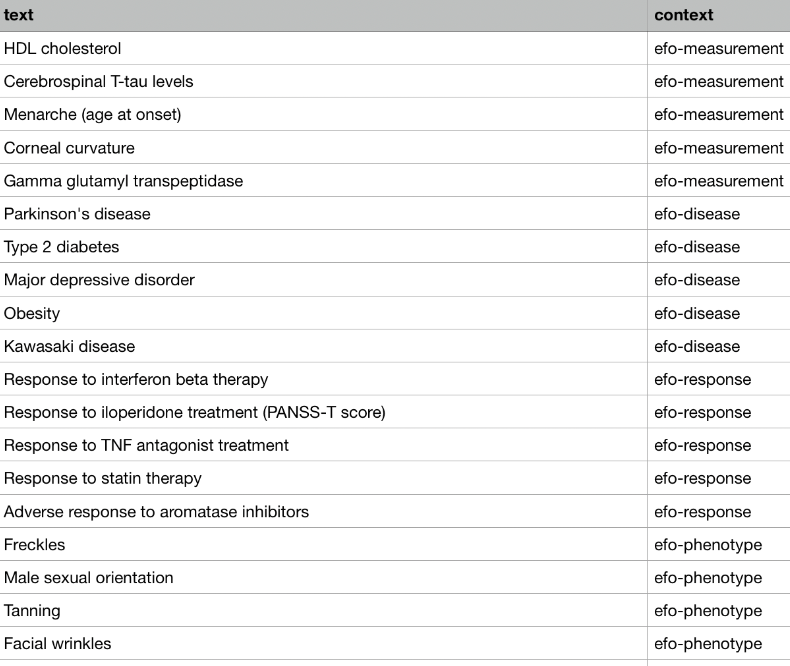 text context
HDL cholesterol efo-measurement
Cerebrospinal T-tau levels efo-measurement
Menarche (age at onset) efo-measurement
Corneal curvature efo-measurement
Gamma glutamyl transpeptidase efo-measurement
Parkinson's disease efo-disease
Type 2 diabetes efo-disease
Major depressive disorder efo-disease
Obesity efo-disease
Kawasaki disease efo-disease
Response to interferon beta therapy efo-response
Response to iloperidone treatment (PANSS-T score) efo-response
Response to TNF antagonist treatment efo-response
Response to statin therapy efo-response
Adverse response to aromatase inhibitors efo-response
Freckles efo-phenotype
Male sexual orientation efo-phenotype
Tanning efo-phenotype
Facial wrinkles efo-phenotype